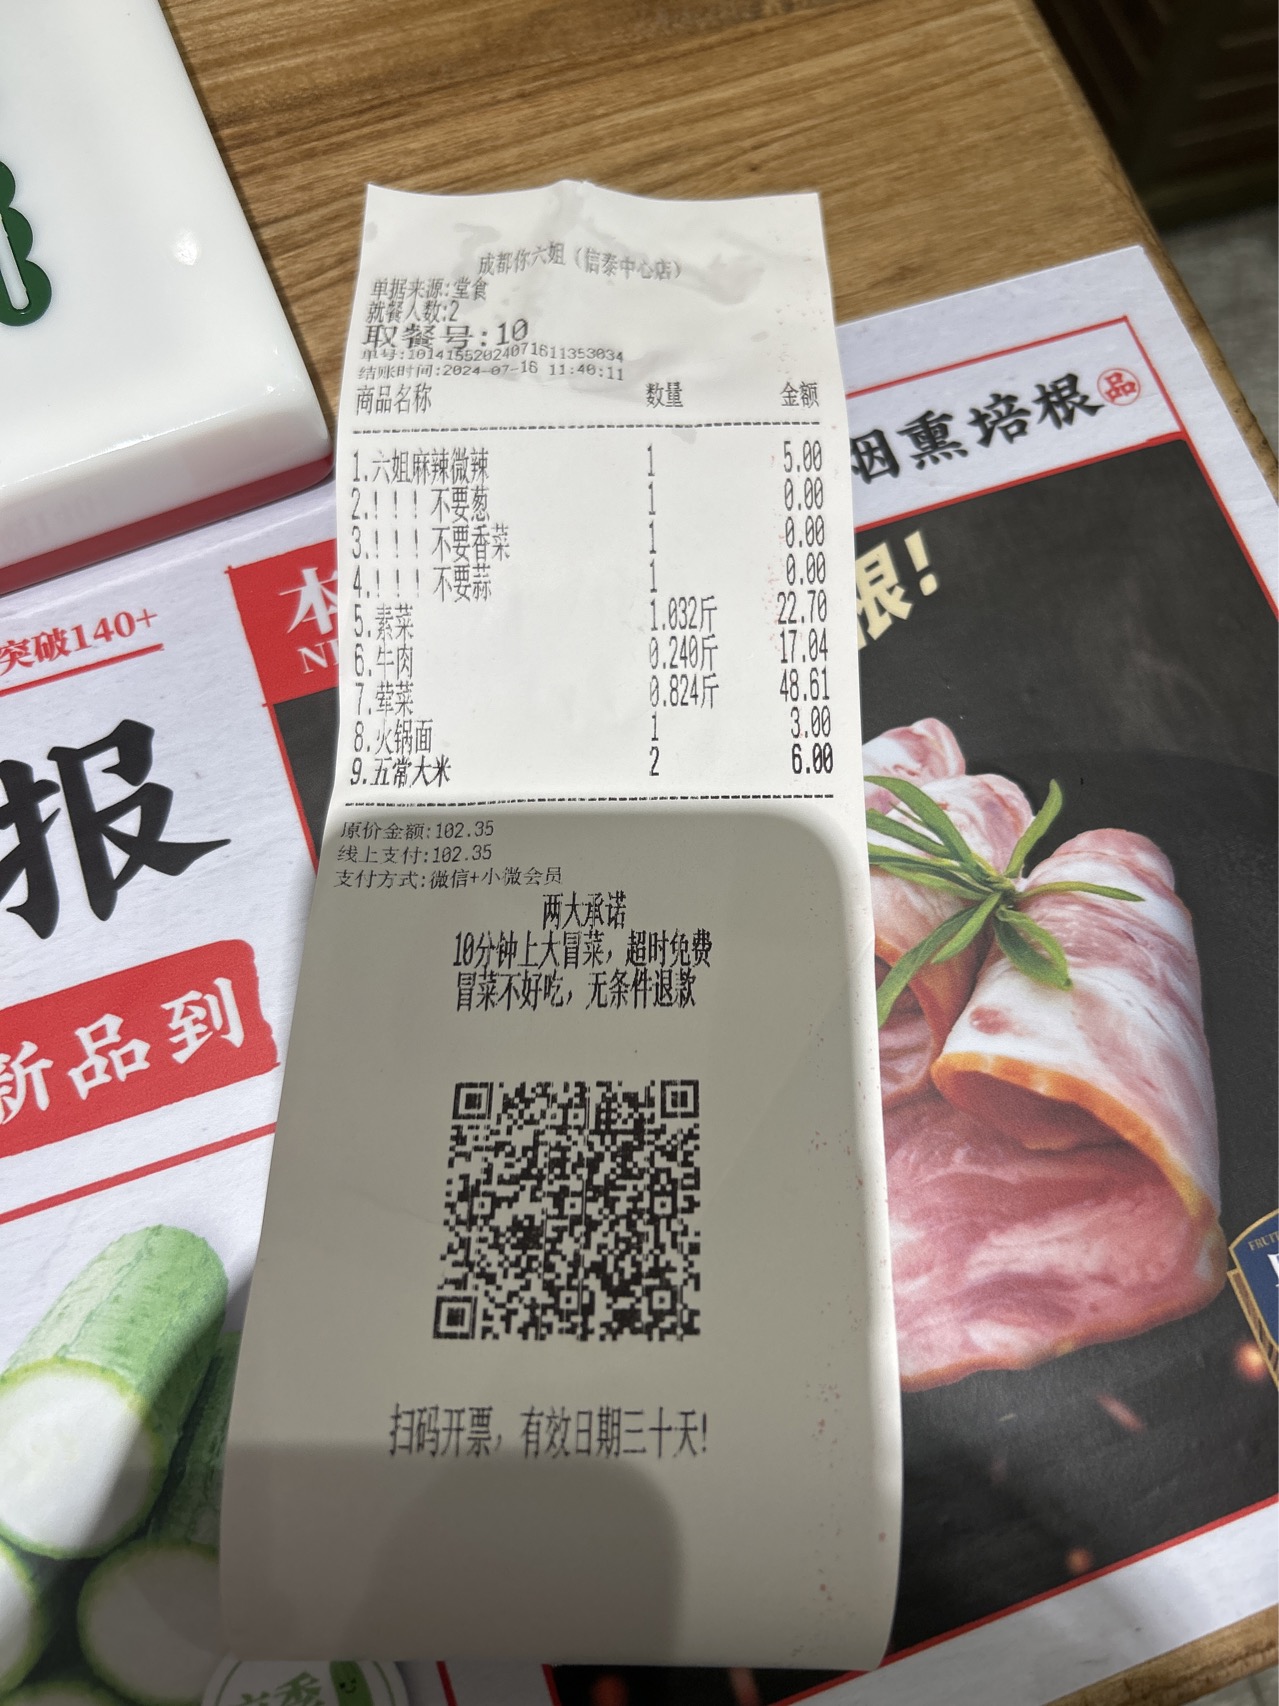 成都你六姐（信泰中心店）
单据来源:堂食
就餐人数:2
取餐号:10
单号:10141552024071611353034
结账时间:2024-07-16 11:40:11
商品名称 数量 金额
1.六姐麻辣微辣 1 5.00
2.！！！不要葱 1 0.00
3.！！！不要香菜 1 0.00
4.！！！不要蒜 1 0.00
5.素菜 1.032斤 22.70
6.牛肉 0.240斤 17.04
7.荤菜 0.824斤 48.61
8.火锅面 1 3.00
9.五常大米 2 6.00
原价金额:102.35
线上支付:102.35
支付方式:微信+小微会员
两大承诺
10分钟上大冒菜，超时免费
冒菜不好吃，无条件退款
扫码开票，有效日期三十天!
烟熏培根 品
根!
突破140+
本
报
新品到
FRUIT